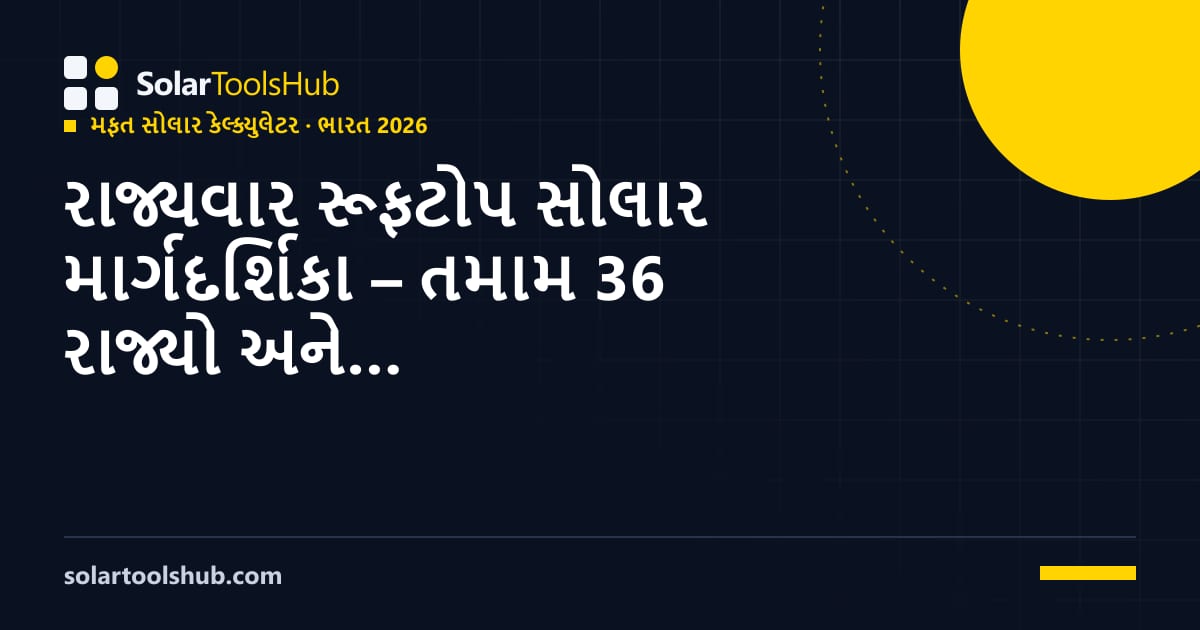 SolarToolsHub
મફત સોલાર કેલ્ક્યુલેટર · ભારત 2026
રાજ્યવાર રૂફટોપ સોલાર
માર્ગદર્શિકા – તમામ 36
રાજ્યો અને...
solartoolshub.com